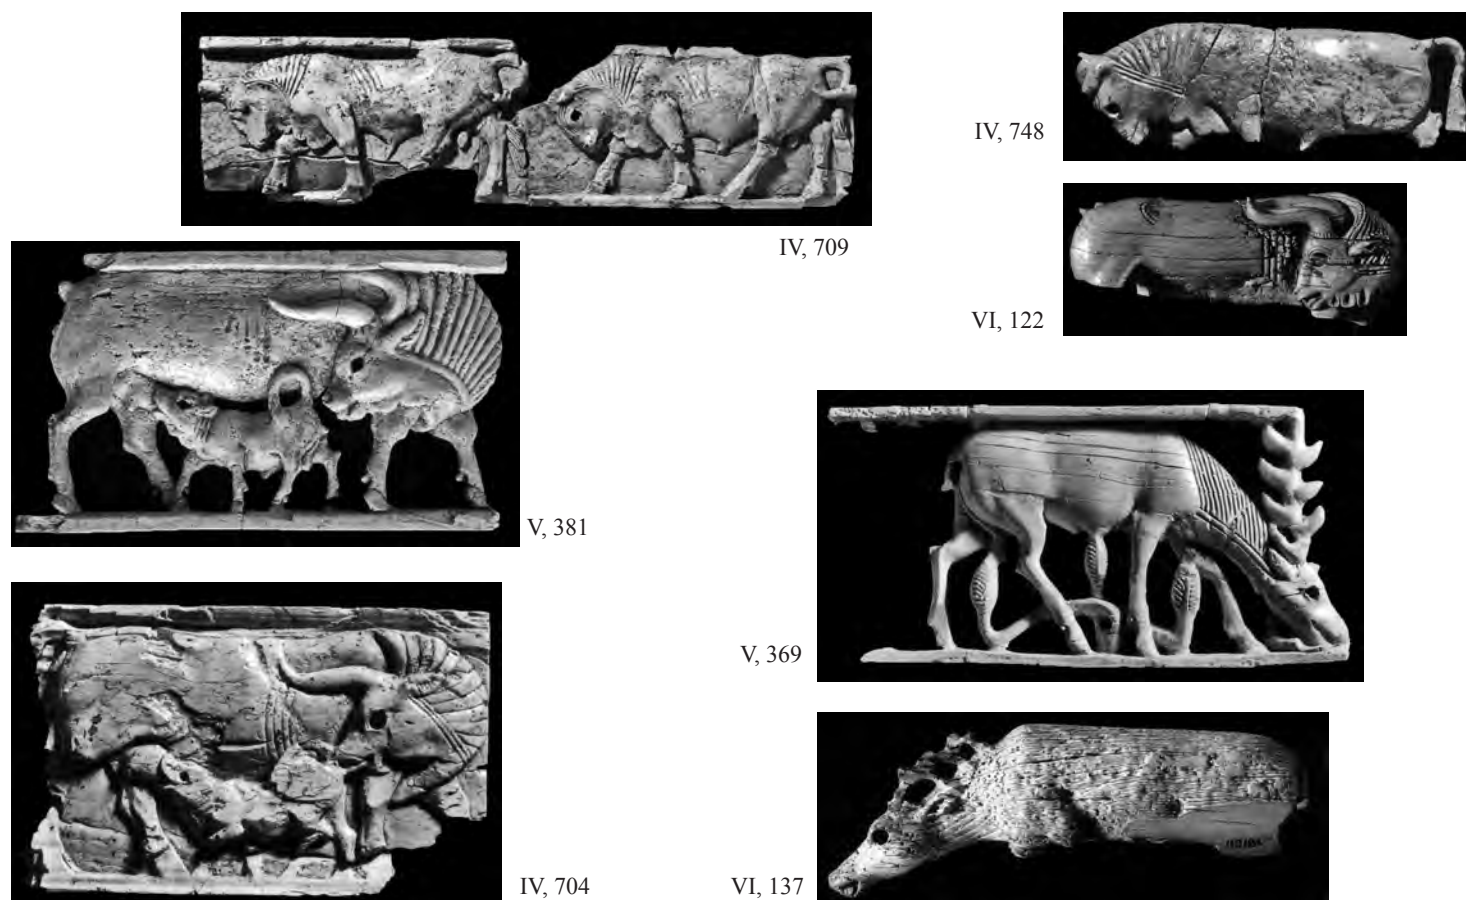 IV, 748
IV, 709
VI, 122
V, 381
V, 369
IV, 704
VI, 137